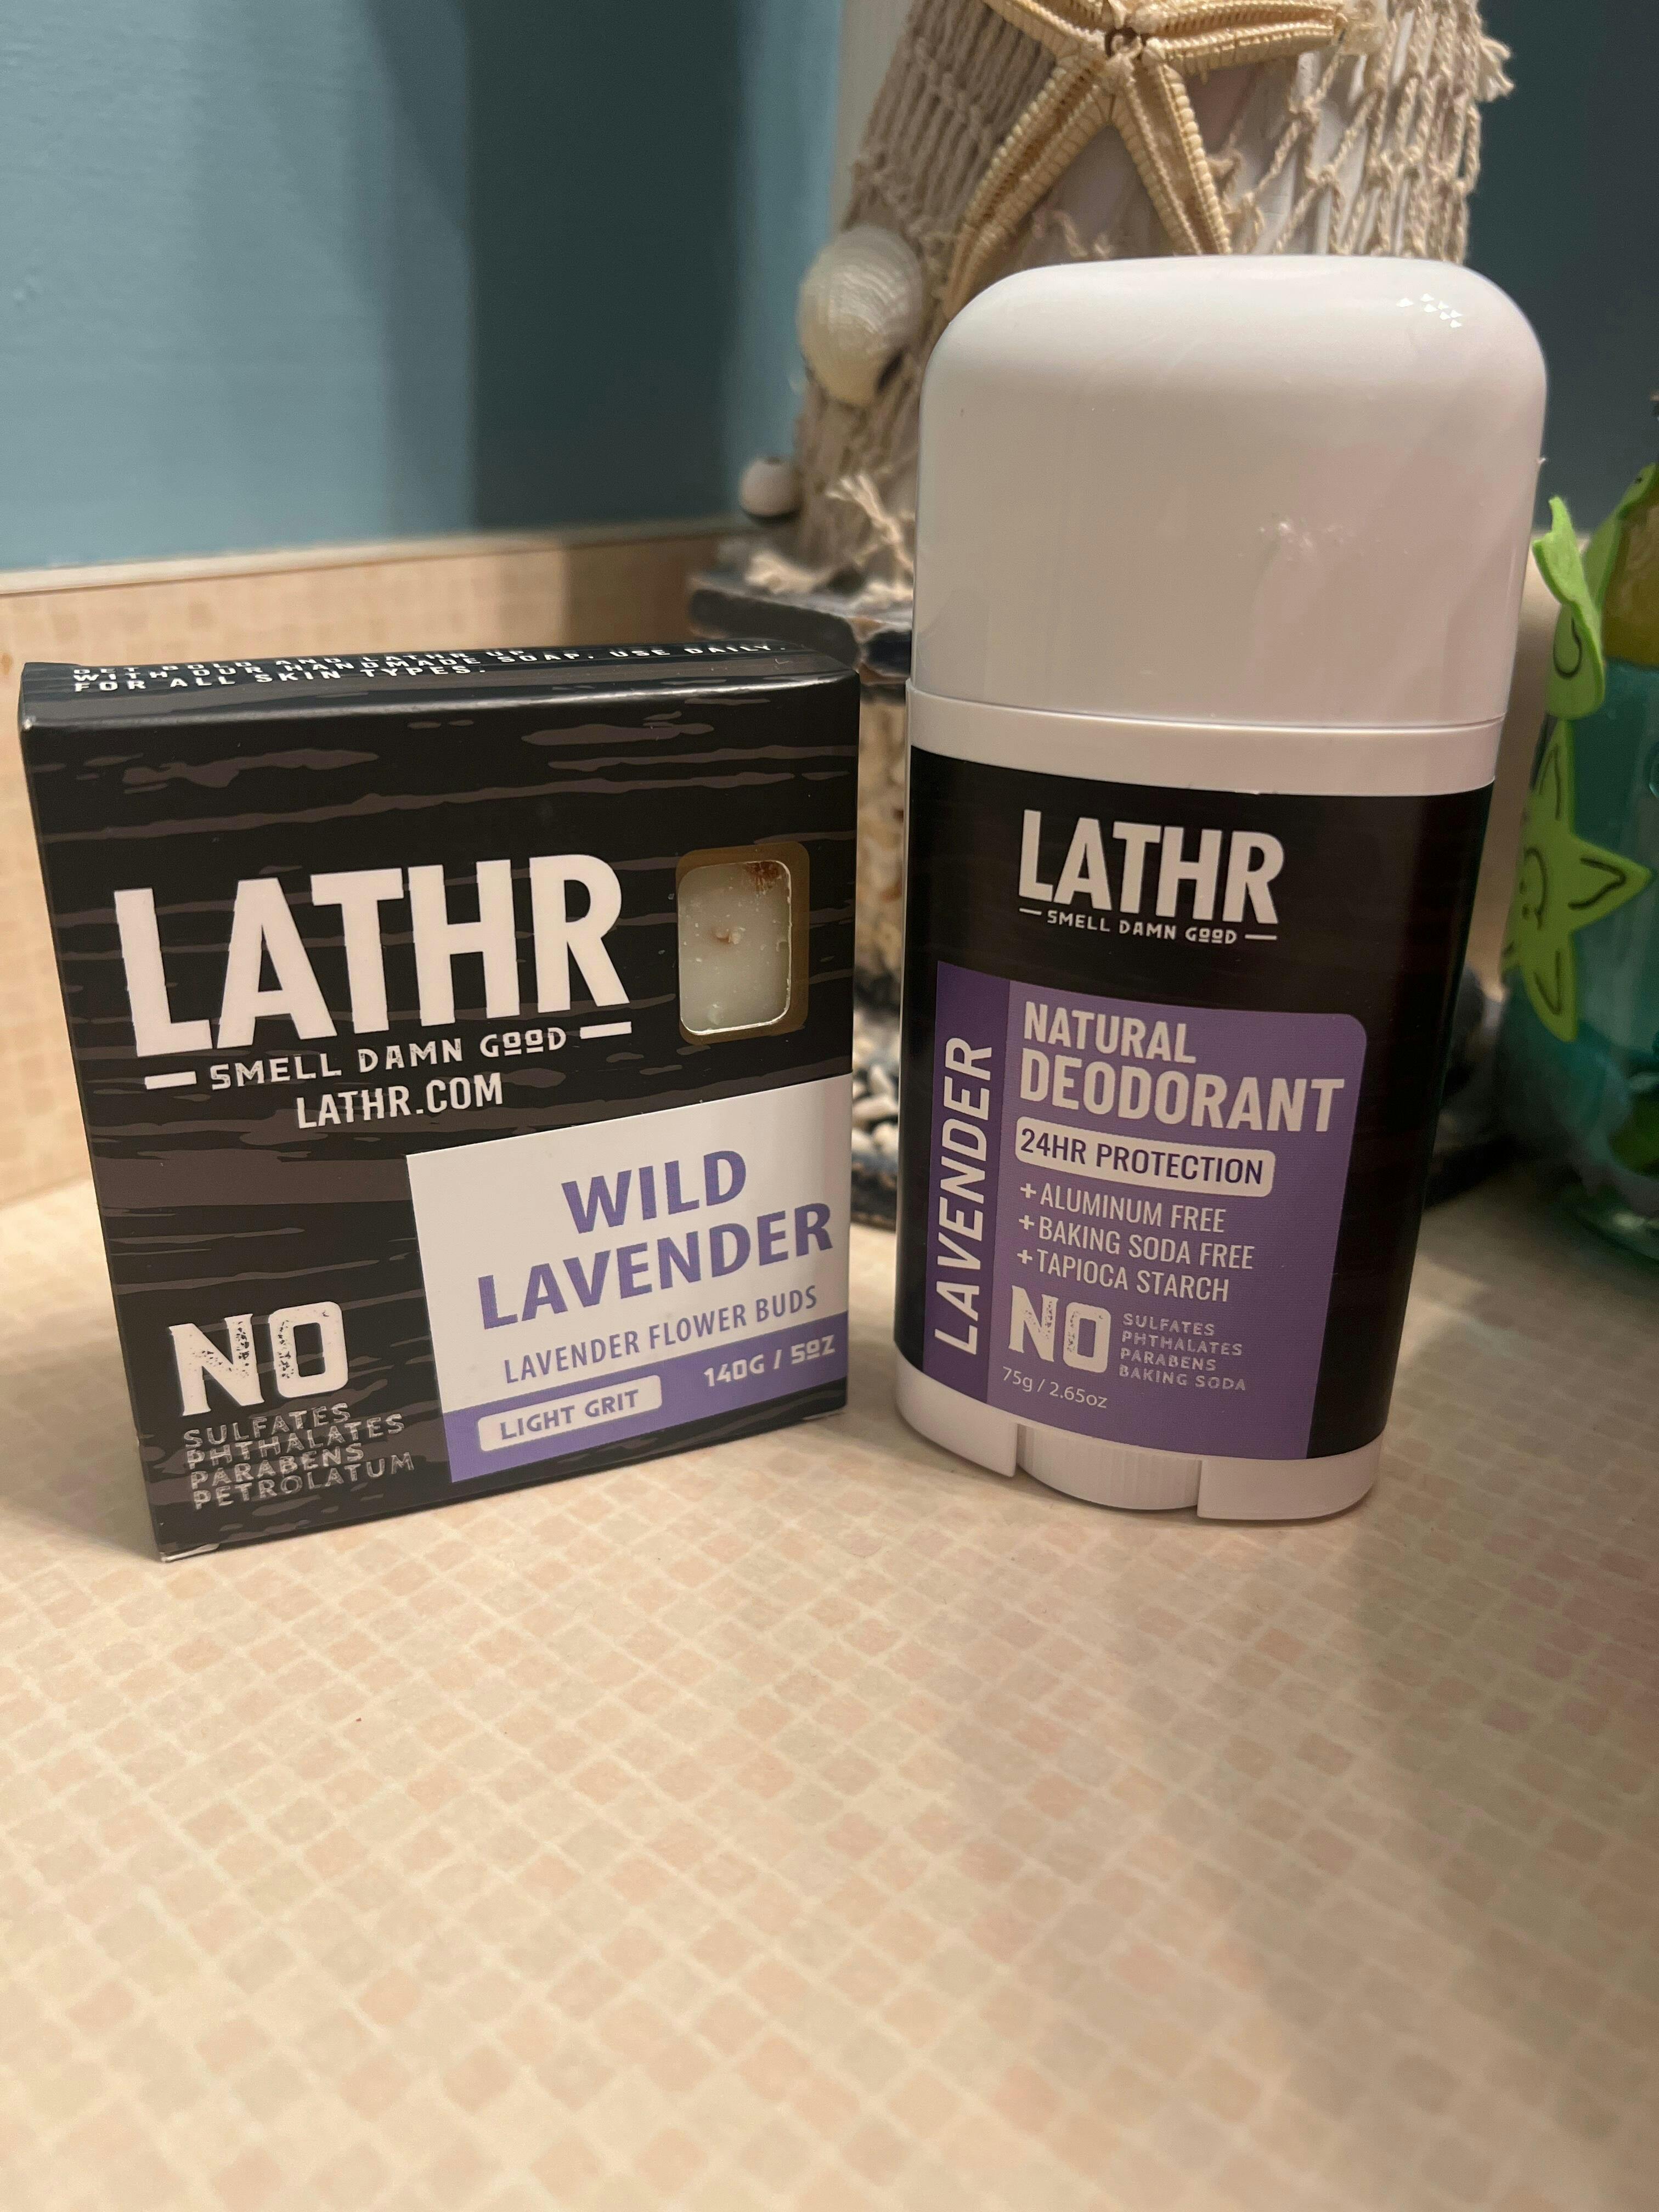 GET BOLD AND LATHR UP
WITH OUR HANDMADE SOAP. USE DAILY.
FOR ALL SKIN TYPES.
LATHR
SMELL DAMN GOOD
LATHR.COM
WILD
LAVENDER
LAVENDER FLOWER BUDS
LIGHT GRIT
140G / 5OZ
NO
SULFATES
PHTHALATES
PARABENS
PETROLATUM
LATHR
SMELL DAMN GOOD
LAVENDER
NATURAL
DEODORANT
24HR PROTECTION
+ALUMINUM FREE
+BAKING SODA FREE
+TAPIOCA STARCH
NO
SULFATES
PHTHALATES
PARABENS
BAKING SODA
75g / 2.65oz